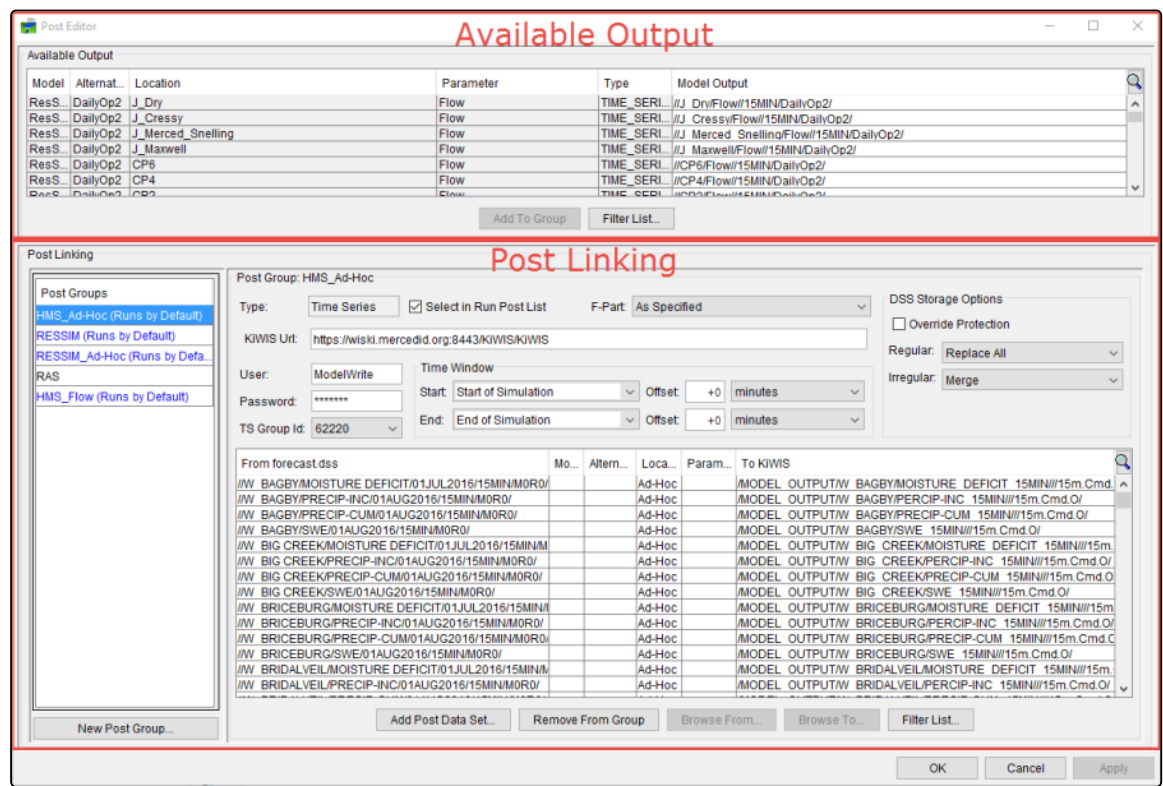 Post Editor
Available Output
Available Output
Model Alternat... Location Parameter Type Model Output
ResS... DailyOp2 J_Dry Flow TIME_SERI... //J_Dry/Flow//15MIN/DailyOp2/
ResS... DailyOp2 J_Cressy Flow TIME_SERI... //J_Cressy/Flow//15MIN/DailyOp2/
ResS... DailyOp2 J_Merced_Snelling Flow TIME_SERI... //J_Merced_Snelling/Flow//15MIN/DailyOp2/
ResS... DailyOp2 J_Maxwell Flow TIME_SERI... //J_Maxwell/Flow//15MIN/DailyOp2/
ResS... DailyOp2 CP6 Flow TIME_SERI... //CP6/Flow//15MIN/DailyOp2/
ResS... DailyOp2 CP4 Flow TIME_SERI... //CP4/Flow//15MIN/DailyOp2/
ResS... DailyOp2 CP2 Flow TIME_SERI... //CP2/Flow//15MIN/DailyOp2/
Add To Group Filter List...
Post Linking
Post Linking
Post Groups
HMS_Ad-Hoc (Runs by Default)
RESSIM (Runs by Default)
RESSIM_Ad-Hoc (Runs by Defa...
RAS
HMS_Flow (Runs by Default)
New Post Group...
Post Group: HMS_Ad-Hoc
Type: Time Series Select in Run Post List F-Part: As Specified
KiWIS Url: https://wiski.mercedid.org:8443/KiWIS/KiWIS
User: ModelWrite
Password: *******
TS Group Id: 62220
Time Window
Start: Start of Simulation Offset: +0 minutes
End: End of Simulation Offset: +0 minutes
DSS Storage Options
Override Protection
Regular: Replace All
Irregular: Merge
From forecast.dss Mo... Altern... Loca... Param... To KiWIS
//W_BAGBY/MOISTURE DEFICIT/01JUL2016/15MIN/M0R0/ Ad-Hoc /MODEL_OUTPUT/W_BAGBY/MOISTURE_DEFICIT_15MIN///15m.Cmd.
//W_BAGBY/PRECIP-INC/01AUG2016/15MIN/M0R0/ Ad-Hoc /MODEL_OUTPUT/W_BAGBY/PERCIP-INC_15MIN///15m.Cmd.O/
//W_BAGBY/PRECIP-CUM/01AUG2016/15MIN/M0R0/ Ad-Hoc /MODEL_OUTPUT/W_BAGBY/PRECIP-CUM_15MIN///15m.Cmd.O/
//W_BAGBY/SWE/01AUG2016/15MIN/M0R0/ Ad-Hoc /MODEL_OUTPUT/W_BAGBY/SWE_15MIN///15m.Cmd.O/
//W_BIG CREEK/MOISTURE DEFICIT/01JUL2016/15MIN/M Ad-Hoc /MODEL_OUTPUT/W_BIG_CREEK/MOISTURE_DEFICIT_15MIN///15m.
//W_BIG CREEK/PRECIP-INC/01AUG2016/15MIN/M0R0/ Ad-Hoc /MODEL_OUTPUT/W_BIG_CREEK/PERCIP-INC_15MIN///15m.Cmd.O/
//W_BIG CREEK/PRECIP-CUM/01AUG2016/15MIN/M0R0/ Ad-Hoc /MODEL_OUTPUT/W_BIG_CREEK/PRECIP-CUM_15MIN///15m.Cmd.O
//W_BIG CREEK/SWE/01AUG2016/15MIN/M0R0/ Ad-Hoc /MODEL_OUTPUT/W_BIG_CREEK/SWE_15MIN///15m.Cmd.O/
//W_BRICEBURG/MOISTURE DEFICIT/01JUL2016/15MIN/ Ad-Hoc /MODEL_OUTPUT/W_BRICEBURG/MOISTURE_DEFICIT_15MIN///15m
//W_BRICEBURG/PRECIP-INC/01AUG2016/15MIN/M0R0/ Ad-Hoc /MODEL_OUTPUT/W_BRICEBURG/PERCIP-INC_15MIN///15m.Cmd.O/
//W_BRICEBURG/PRECIP-CUM/01AUG2016/15MIN/M0R0/ Ad-Hoc /MODEL_OUTPUT/W_BRICEBURG/PRECIP-CUM_15MIN///15m.Cmd.
//W_BRICEBURG/SWE/01AUG2016/15MIN/M0R0/ Ad-Hoc /MODEL_OUTPUT/W_BRICEBURG/SWE_15MIN///15m.Cmd.O/
//W_BRIDALVEIL/MOISTURE DEFICIT/01JUL2016/15MIN/ Ad-Hoc /MODEL_OUTPUT/W_BRIDALVEIL/MOISTURE_DEFICIT_15MIN///15m.
//W_BRIDALVEIL/PRECIP-INC/01AUG2016/15MIN/M0R0/ Ad-Hoc /MODEL_OUTPUT/W_BRIDALVEIL/PERCIP-INC_15MIN///15m.Cmd.O/
Add Post Data Set... Remove From Group Browse From... Browse To... Filter List...
OK Cancel Apply